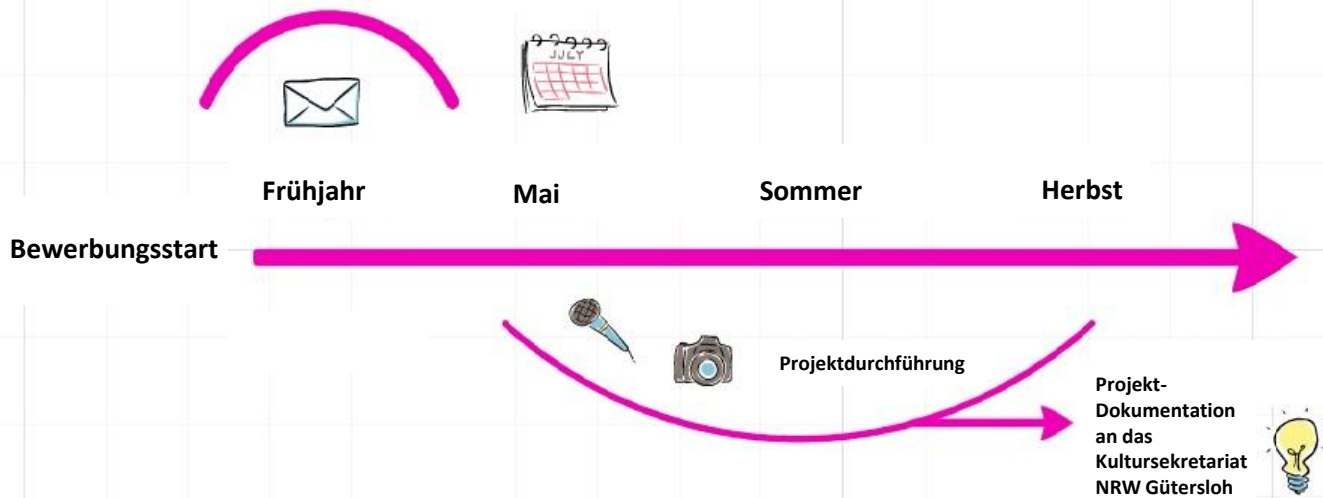 JULY
Frühjahr
Mai
Sommer
Herbst
Bewerbungsstart
Projektdurchführung
Projekt-
Dokumentation
an das
Kultursekretariat
NRW Gütersloh